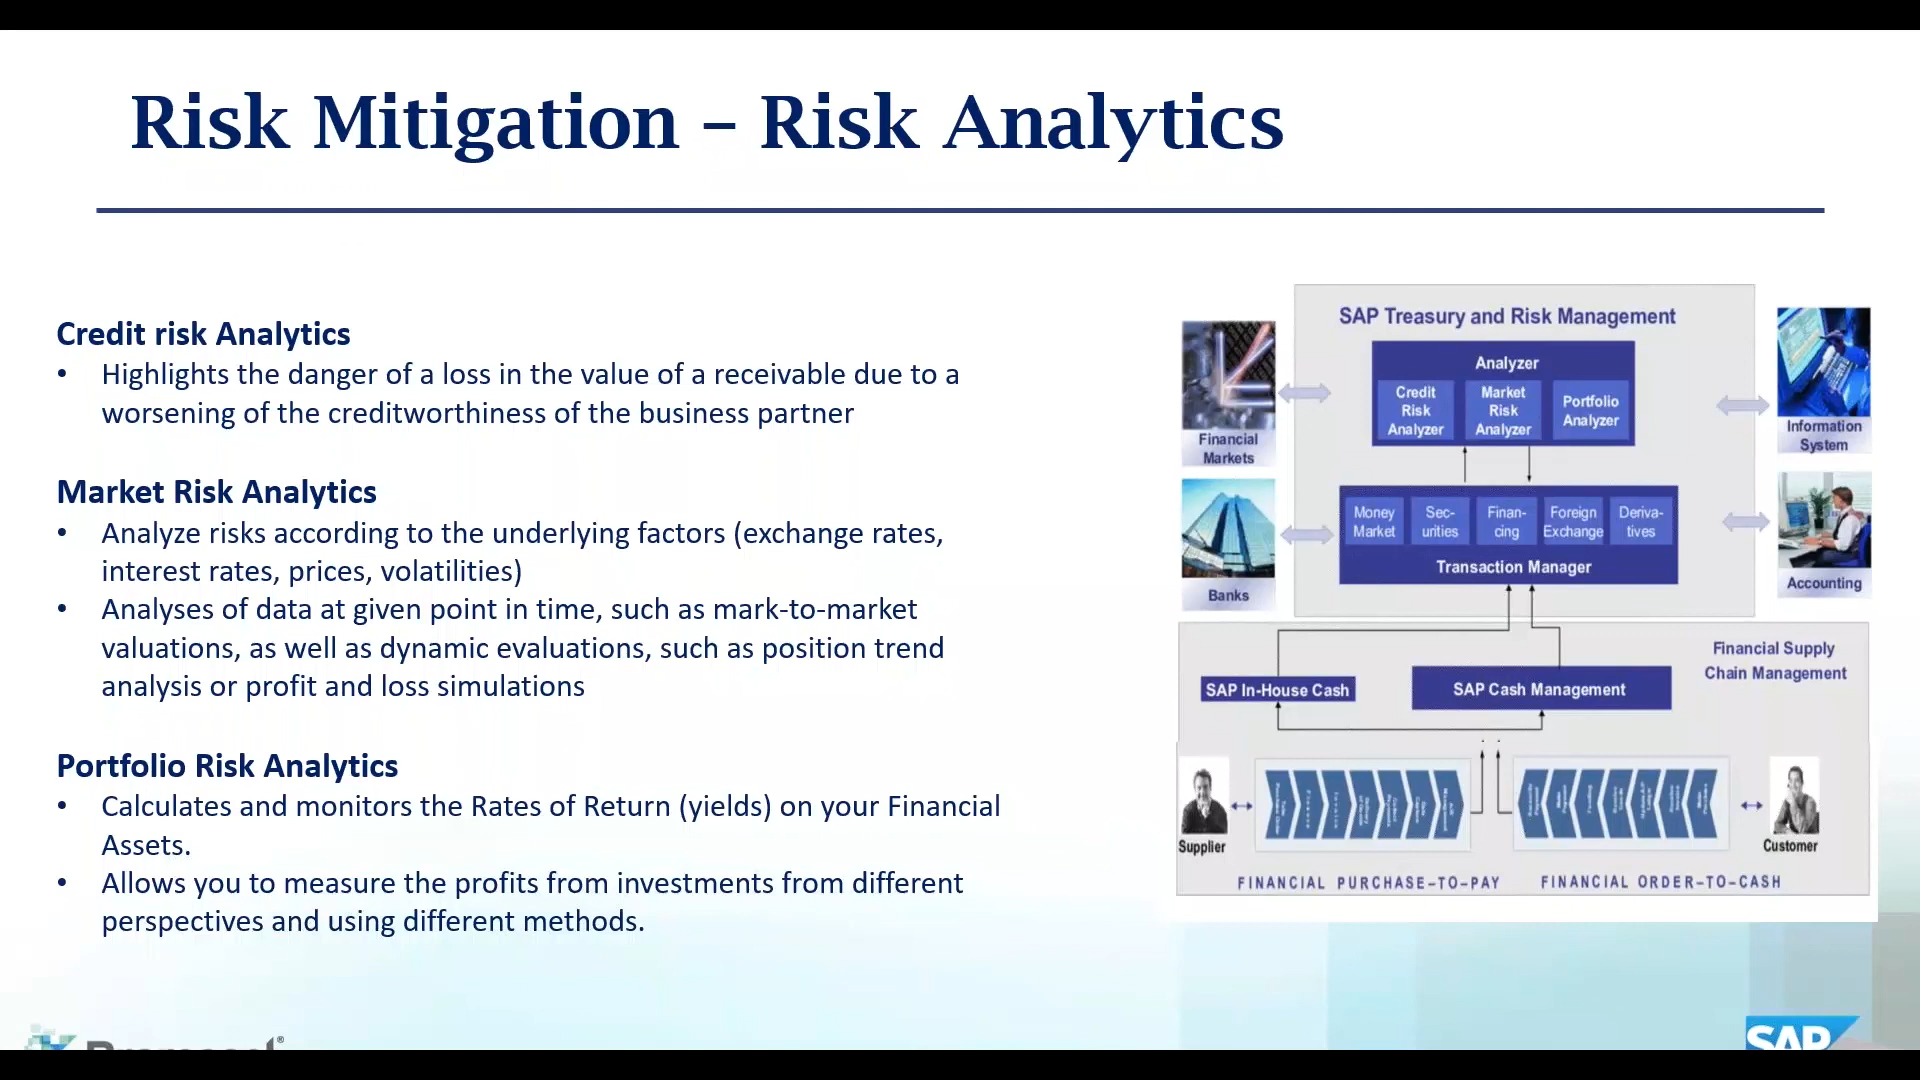 Risk Mitigation – Risk Analytics
Credit risk Analytics
• Highlights the danger of a loss in the value of a receivable due to a
worsening of the creditworthiness of the business partner
Market Risk Analytics
• Analyze risks according to the underlying factors (exchange rates,
interest rates, prices, volatilities)
• Analyses of data at given point in time, such as mark-to-market
valuations, as well as dynamic evaluations, such as position trend
analysis or profit and loss simulations
Portfolio Risk Analytics
• Calculates and monitors the Rates of Return (yields) on your Financial
Assets.
• Allows you to measure the profits from investments from different
perspectives and using different methods.
SAP Treasury and Risk Management
Analyzer
Credit
Risk
Analyzer
Market
Risk
Analyzer
Portfolio
Analyzer
Financial
Markets
Information
System
Money
Market
Sec-
urities
Finan-
cing
Foreign
Exchange
Deriva-
tives
Transaction Manager
Banks
Accounting
Financial Supply
Chain Management
SAP In-House Cash
SAP Cash Management
Supplier
Customer
FINANCIAL PURCHASE–TO–PAY
FINANCIAL ORDER–TO–CASH
SAP